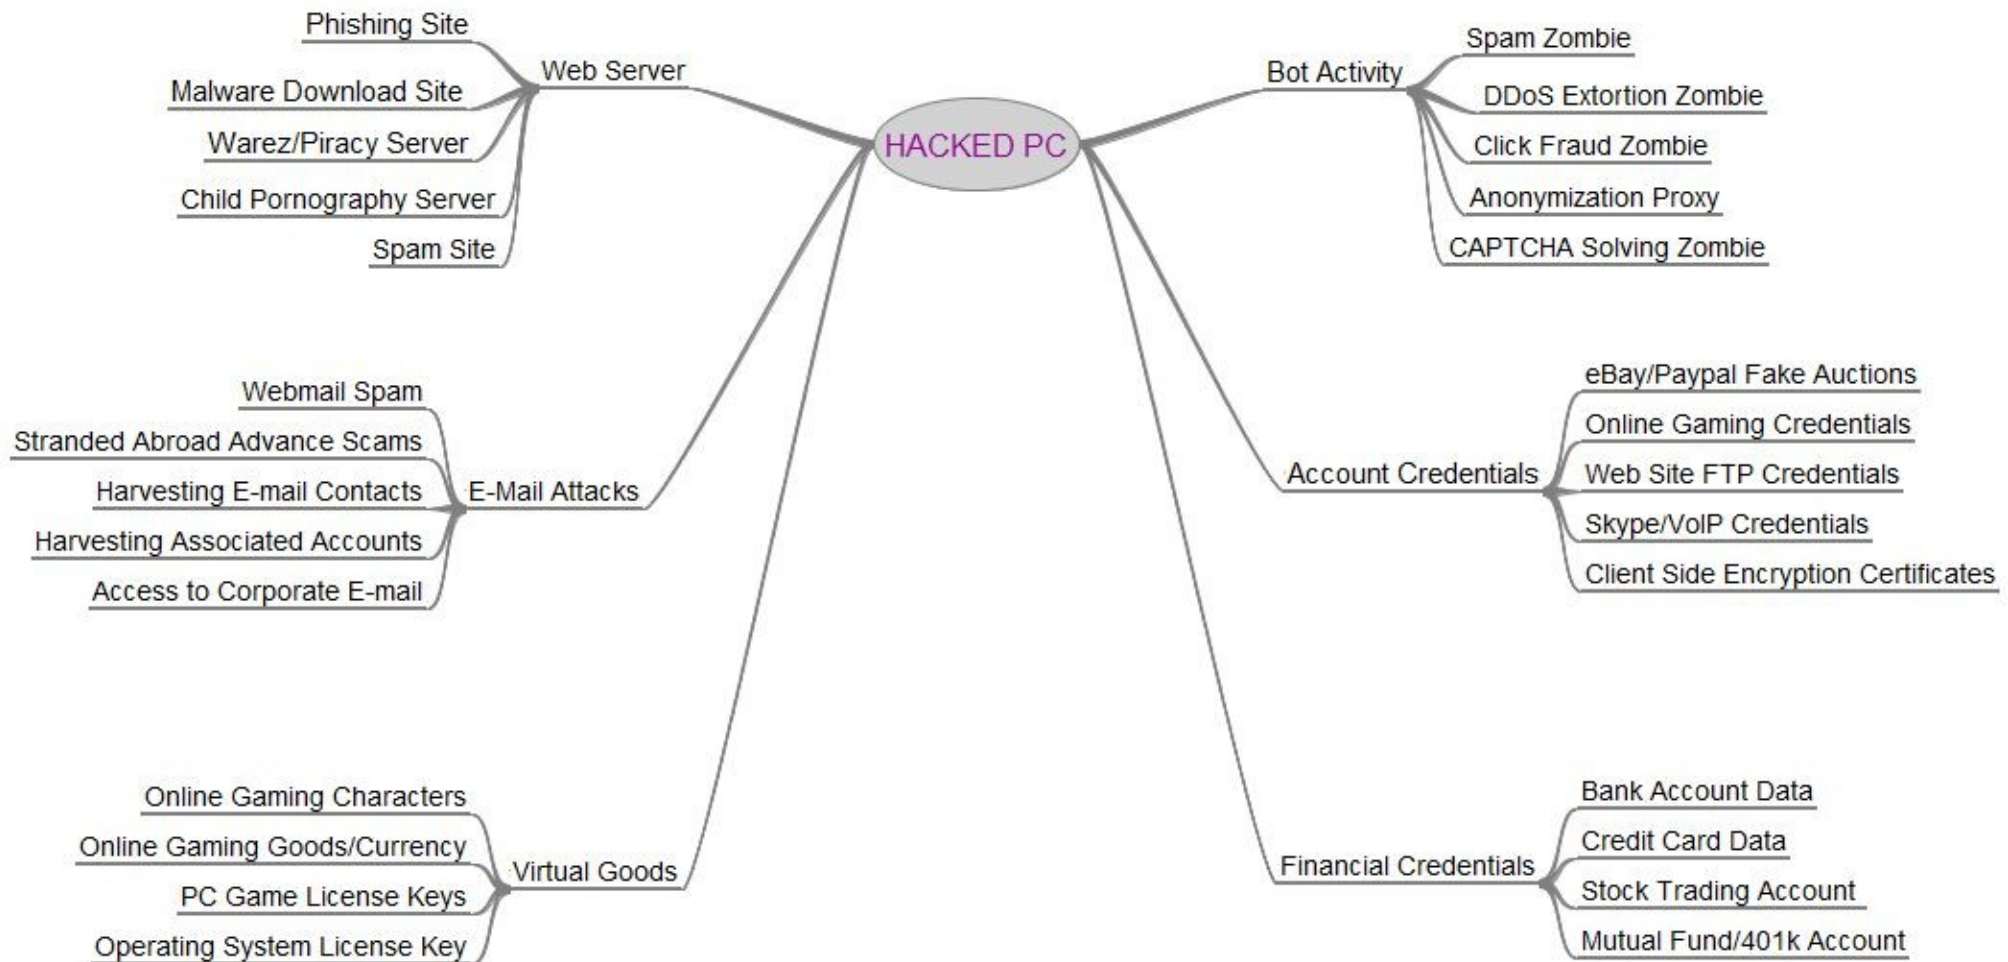 HACKED PC
Web Server
Phishing Site
Malware Download Site
Warez/Piracy Server
Child Pornography Server
Spam Site
E-Mail Attacks
Webmail Spam
Stranded Abroad Advance Scams
Harvesting E-mail Contacts
Harvesting Associated Accounts
Access to Corporate E-mail
Virtual Goods
Online Gaming Characters
Online Gaming Goods/Currency
PC Game License Keys
Operating System License Key
Bot Activity
Spam Zombie
DDoS Extortion Zombie
Click Fraud Zombie
Anonymization Proxy
CAPTCHA Solving Zombie
Account Credentials
eBay/Paypal Fake Auctions
Online Gaming Credentials
Web Site FTP Credentials
Skype/VoIP Credentials
Client Side Encryption Certificates
Financial Credentials
Bank Account Data
Credit Card Data
Stock Trading Account
Mutual Fund/401k Account